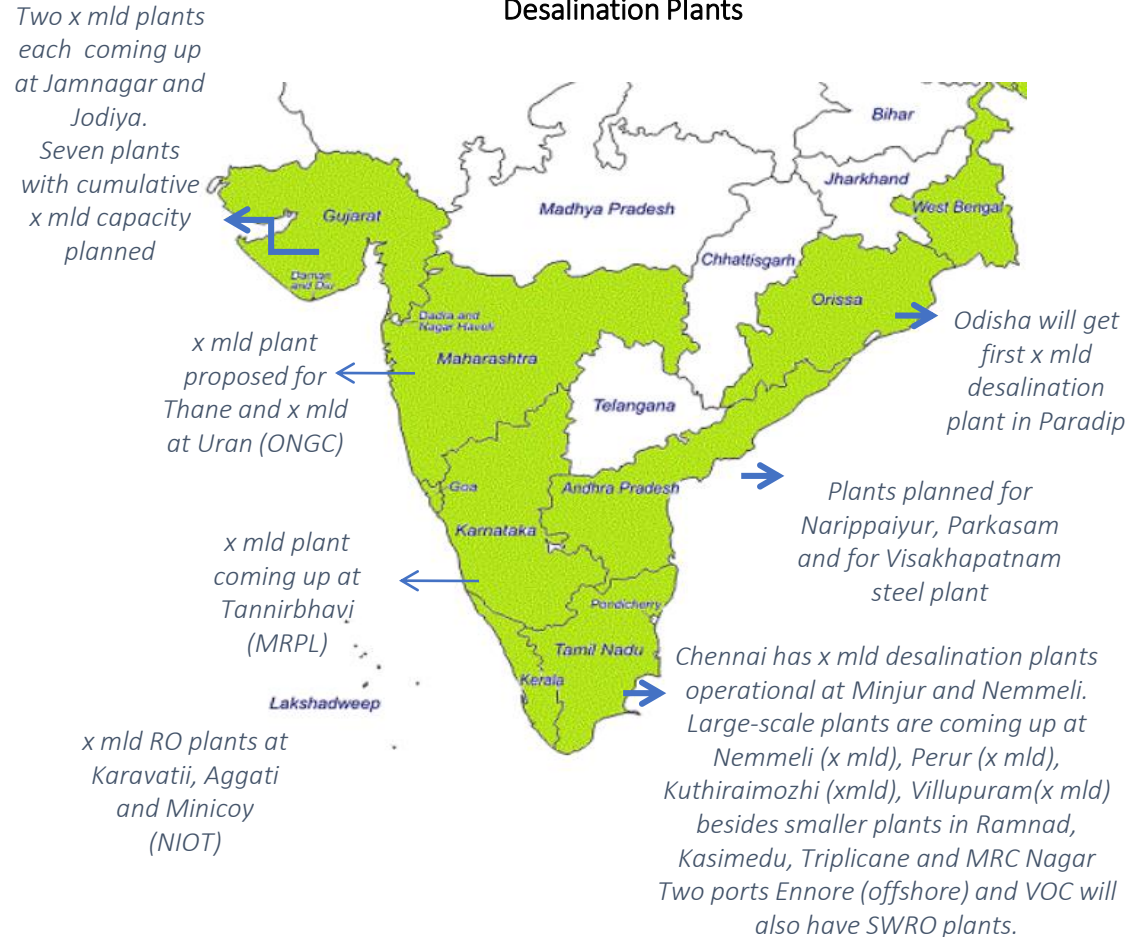 Desalination Plants
Two x mld plants
each coming up
at Jamnagar and
Jodiya.
Seven plants
with cumulative
x mld capacity
planned
Bihar
Jharkhand
West Bengal
Gujarat
Madhya Pradesh
Chhattisgarh
Daman
and Diu
Orissa
Dadra and
Nagar Haveli
Maharashtra
Telangana
x mld plant
proposed for
Thane and x mld
at Uran (ONGC)
Odisha will get
first x mld
desalination
plant in Paradip
Goa
Andhra Pradesh
Karnataka
Plants planned for
Narippaiyur, Parkasam
and for Visakhapatnam
steel plant
x mld plant
coming up at
Tannirbhavi
(MRPL)
Pondicherry
Tamil Nadu
Kerala
Lakshadweep
x mld RO plants at
Karavatii, Aggati
and Minicoy
(NIOT)
Chennai has x mld desalination plants
operational at Minjur and Nemmeli.
Large-scale plants are coming up at
Nemmeli (x mld), Perur (x mld),
Kuthiraimozhi (xmld), Villupuram(x mld)
besides smaller plants in Ramnad,
Kasimedu, Triplicane and MRC Nagar
Two ports Ennore (offshore) and VOC will
also have SWRO plants.